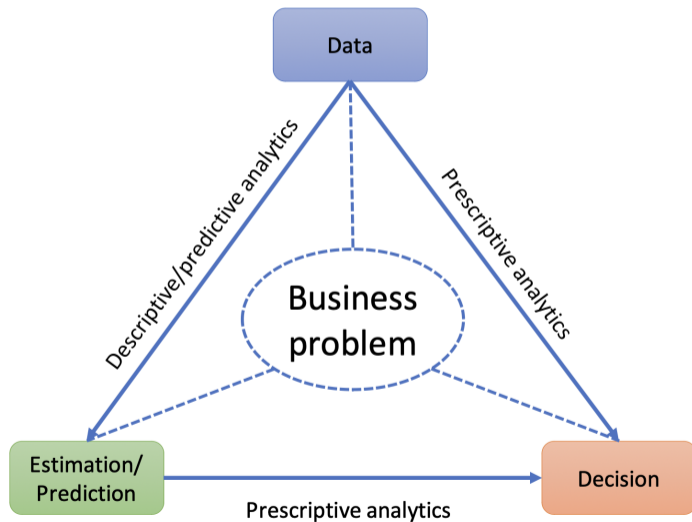 Data
Descriptive/predictive analytics
Prescriptive analytics
Business
problem
Estimation/
Prediction
Decision
Prescriptive analytics